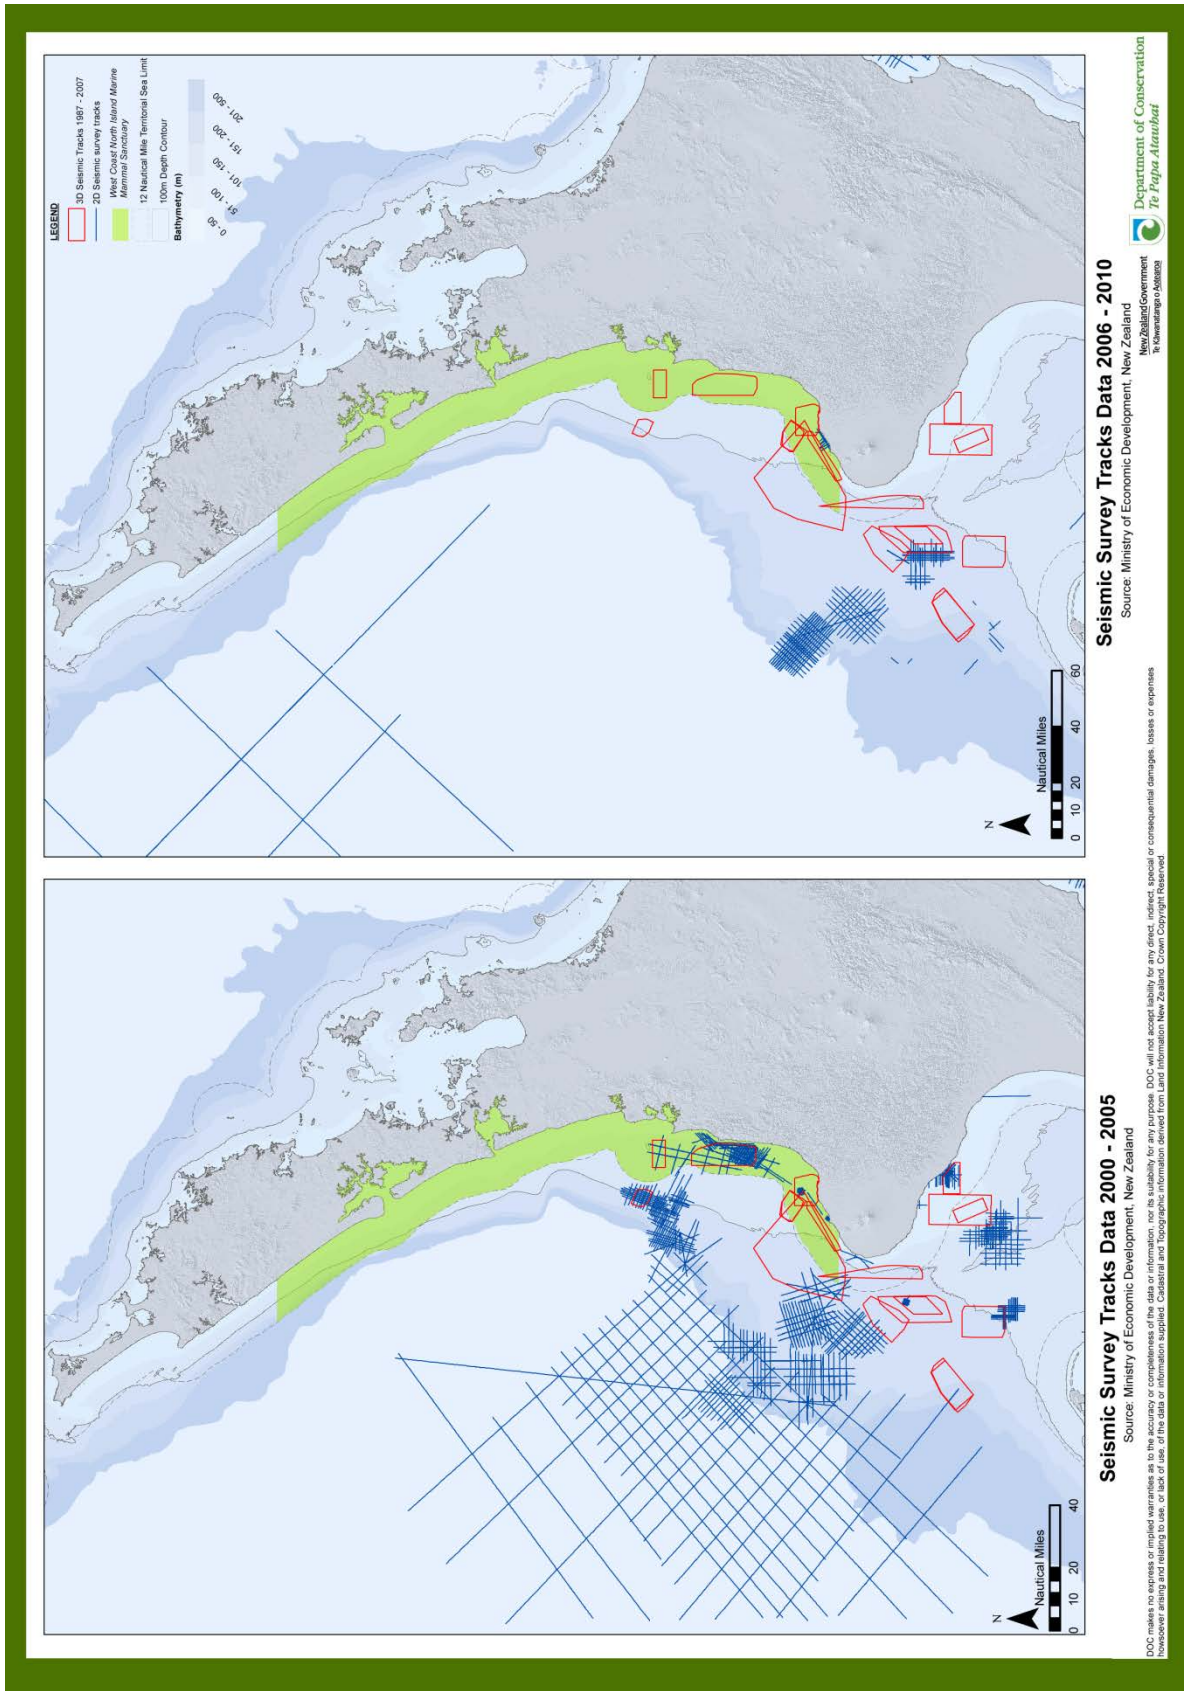 LEGEND
3D Seismic Tracks 1987 - 2007
2D Seismic survey tracks
West Coast North Island Marine
Mammal Sanctuary
12 Nautical Mile Territorial Sea Limit
100m Depth Contour
Bathymetry (m)
0 - 50
51 - 100
101 - 150
151 - 200
201 - 500
N
Nautical Miles
0 10 20 40 60
Seismic Survey Tracks Data 2006 - 2010
Source: Ministry of Economic Development, New Zealand
New Zealand Government
Te Kāwanatanga o Aotearoa
Department of Conservation
Te Papa Atawhai
N
Nautical Miles
0 10 20 40
Seismic Survey Tracks Data 2000 - 2005
Source: Ministry of Economic Development, New Zealand
DOC makes no express or implied warranties as to the accuracy or completeness of the data or information, nor its suitability for any purpose. DOC will not accept liability for any direct, indirect, special or consequential damages, losses or expenses
howsoever arising and relating to use, or lack of use, of the data or information supplied. Cadastral and Topographic information derived from Land Information New Zealand. Crown Copyright Reserved